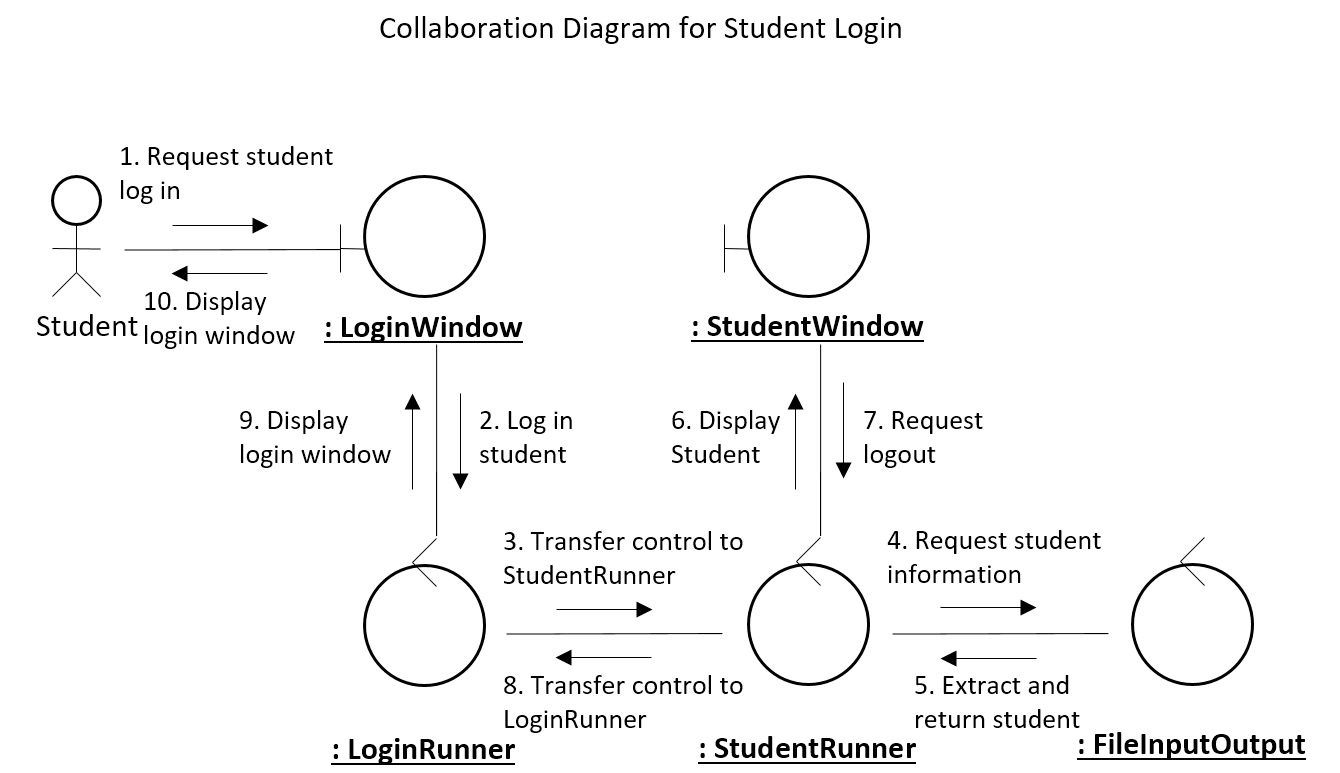 Collaboration Diagram for Student Login
1. Request student
log in
10. Display
login window
Student
: LoginWindow
: StudentWindow
9. Display
login window
2. Log in
student
6. Display
Student
7. Request
logout
3. Transfer control to
StudentRunner
4. Request student
information
8. Transfer control to
LoginRunner
5. Extract and
return student
: LoginRunner
: StudentRunner
: FileInputOutput